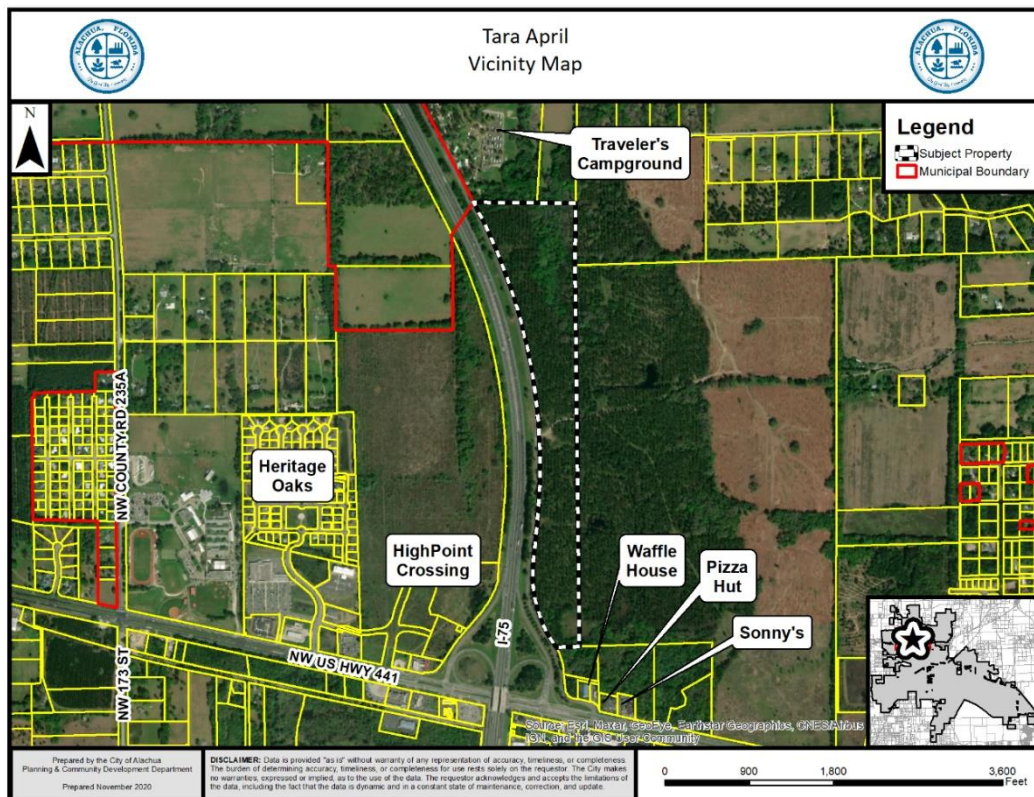 Tara April
Vicinity Map
ALACHUA, FLORIDA
ALACHUA, FLORIDA
N
Traveler's
Campground
Legend
Subject Property
Municipal Boundary
NW COUNTY RD 235A
Heritage
Oaks
HighPoint
Crossing
Waffle
House
Pizza
Hut
Sonny's
I-75
NW US HWY 441
NW 173 ST
Source: Esri, Maxar, GeoEye, Earthstar Geographics, CNES/Airbus
IGN, and the GIS User Community
Prepared by the City of Alachua
Planning & Community Development Department
Prepared November 2020
DISCLAIMER: Data is provided "as is" without warranty of any representation of accuracy, timeliness, or completeness.
The burden of determining accuracy, timeliness, or completeness for use rests solely on the requestor. The City makes
no warranties, expressed or implied, as to the use of the data. The requestor acknowledges and accepts the limitations of
the data, including the fact that the data is dynamic and in a constant state of maintenance, correction, and update.
0 900 1,800 3,600
Feet